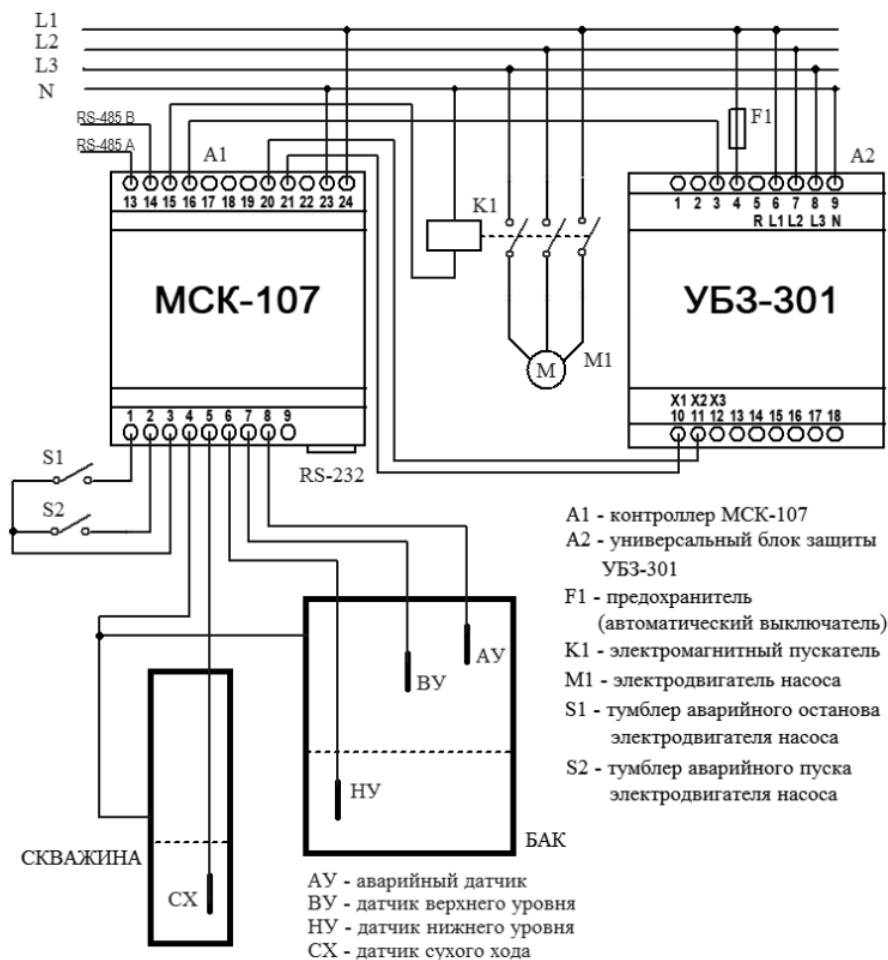 L1
L2
L3
N
RS-485 B
RS-485 A
A1
F1
A2
13 14 15 16 17 18 19 20 21 22 23 24
1 2 3 4 5 6 7 8 9
R L1 L2 L3 N
K1
МСК-107
УБЗ-301
M
M1
X1 X2 X3
1 2 3 4 5 6 7 8 9
10 11 12 13 14 15 16 17 18
S1
RS-232
S2
A1 - контроллер МСК-107
A2 - универсальный блок защиты
УБЗ-301
F1 - предохранитель
(автоматический выключатель)
K1 - электромагнитный пускатель
M1 - электродвигатель насоса
S1 - тумблер аварийного останова
электродвигателя насоса
S2 - тумблер аварийного пуска
электродвигателя насоса
АУ
ВУ
НУ
БАК
СКВАЖИНА
СХ
АУ - аварийный датчик
ВУ - датчик верхнего уровня
НУ - датчик нижнего уровня
СХ - датчик сухого хода